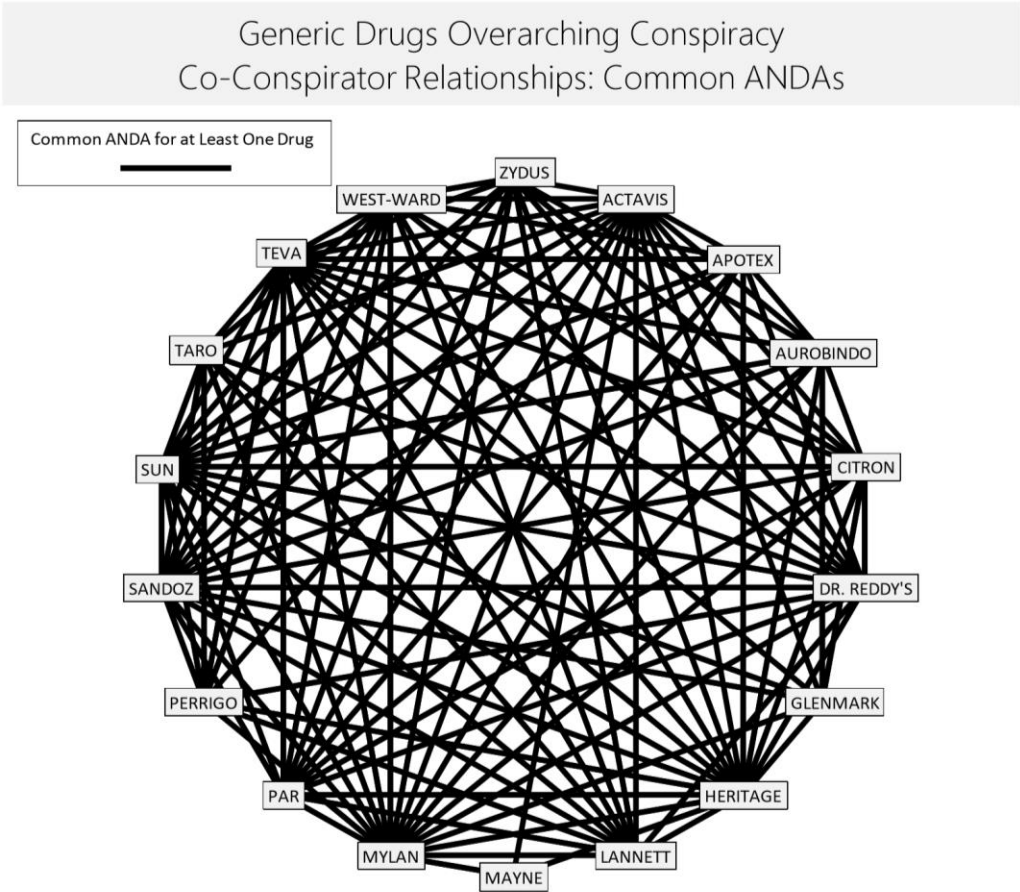 Generic Drugs Overarching Conspiracy
Co-Conspirator Relationships: Common ANDAs
Common ANDA for at Least One Drug
ZYDUS
WEST-WARD
ACTAVIS
TEVA
APOTEX
TARO
AUROBINDO
SUN
CITRON
SANDOZ
DR. REDDY'S
PERRIGO
GLENMARK
PAR
HERITAGE
MYLAN
LANNETT
MAYNE